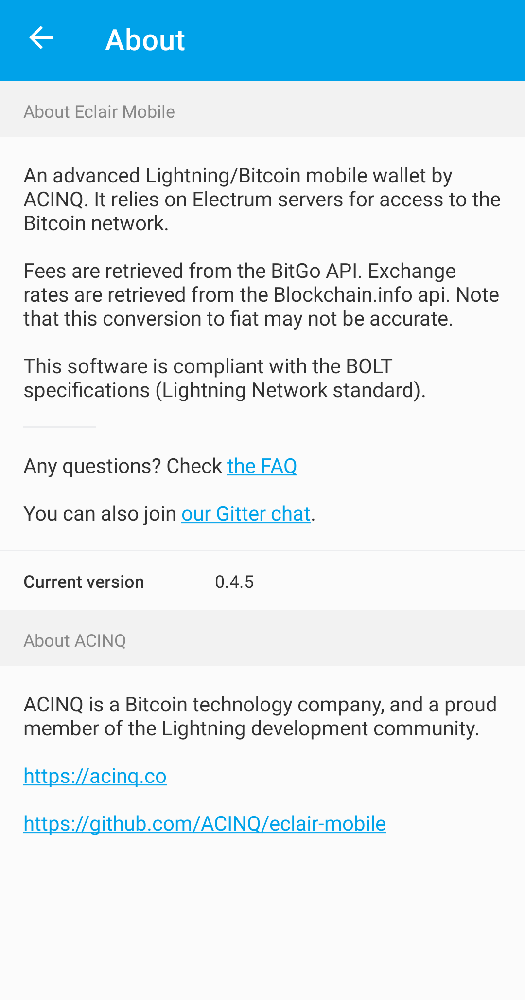 About
About Eclair Mobile
An advanced Lightning/Bitcoin mobile wallet by
ACINQ. It relies on Electrum servers for access to the
Bitcoin network.
Fees are retrieved from the BitGo API. Exchange
rates are retrieved from the Blockchain.info api. Note
that this conversion to fiat may not be accurate.
This software is compliant with the BOLT
specifications (Lightning Network standard).
Any questions? Check the FAQ
You can also join our Gitter chat.
Current version 0.4.5
About ACINQ
ACINQ is a Bitcoin technology company, and a proud
member of the Lightning development community.
https://acinq.co
https://github.com/ACINQ/eclair-mobile